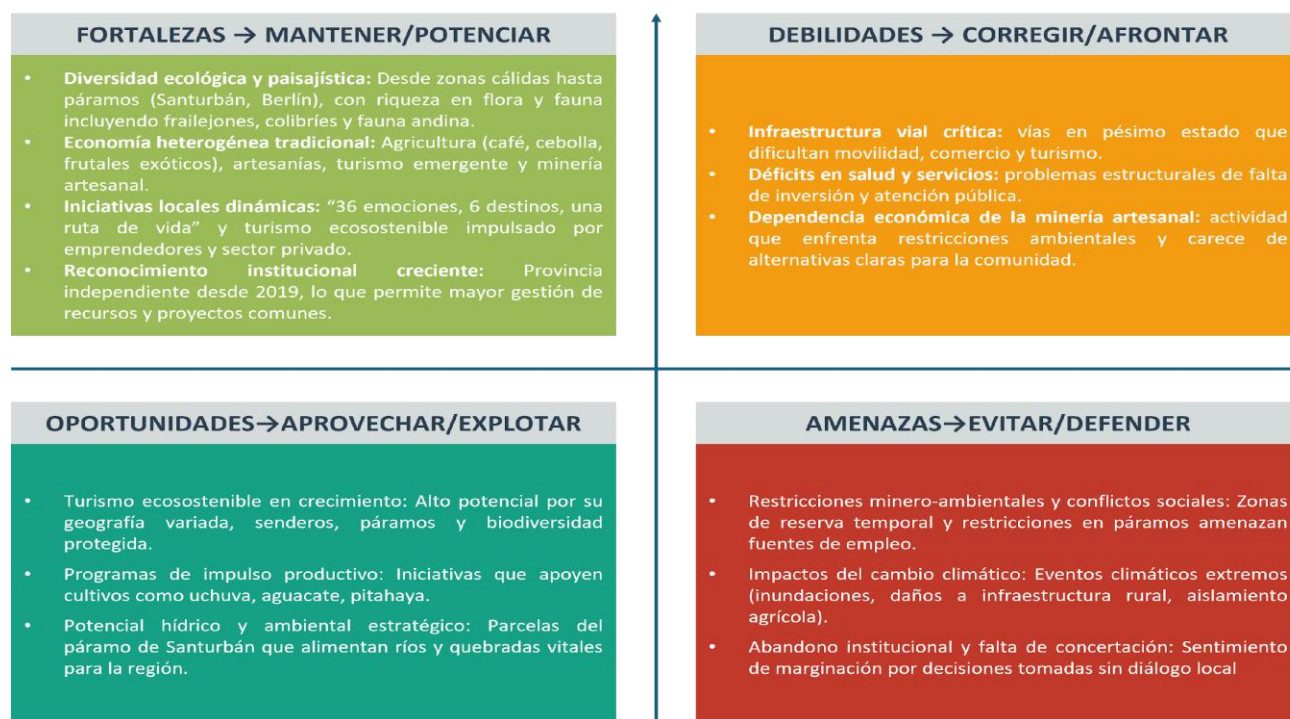 FORTALEZAS → MANTENER/POTENCIAR
• Diversidad ecológica y paisajística: Desde zonas cálidas hasta
páramos (Santurbán, Berlín), con riqueza en flora y fauna
incluyendo frailejones, colibríes y fauna andina.
• Economía heterogénea tradicional: Agricultura (café, cebolla,
frutales exóticos), artesanías, turismo emergente y minería
artesanal.
• Iniciativas locales dinámicas: “36 emociones, 6 destinos, una
ruta de vida” y turismo ecosostenible impulsado por
emprendedores y sector privado.
• Reconocimiento institucional creciente: Provincia
independiente desde 2019, lo que permite mayor gestión de
recursos y proyectos comunes.
DEBILIDADES → CORREGIR/AFRONTAR
• Infraestructura vial crítica: vías en pésimo estado que
dificultan movilidad, comercio y turismo.
• Déficits en salud y servicios: problemas estructurales de falta
de inversión y atención pública.
• Dependencia económica de la minería artesanal: actividad
que enfrenta restricciones ambientales y carece de
alternativas claras para la comunidad.
OPORTUNIDADES→APROVECHAR/EXPLOTAR
• Turismo ecosostenible en crecimiento: Alto potencial por su
geografía variada, senderos, páramos y biodiversidad
protegida.
• Programas de impulso productivo: Iniciativas que apoyen
cultivos como uchuva, aguacate, pitahaya.
• Potencial hídrico y ambiental estratégico: Parcelas del
páramo de Santurbán que alimentan ríos y quebradas vitales
para la región.
AMENAZAS→EVITAR/DEFENDER
• Restricciones minero-ambientales y conflictos sociales: Zonas
de reserva temporal y restricciones en páramos amenazan
fuentes de empleo.
• Impactos del cambio climático: Eventos climáticos extremos
(inundaciones, daños a infraestructura rural, aislamiento
agrícola).
• Abandono institucional y falta de concertación: Sentimiento
de marginación por decisiones tomadas sin diálogo local